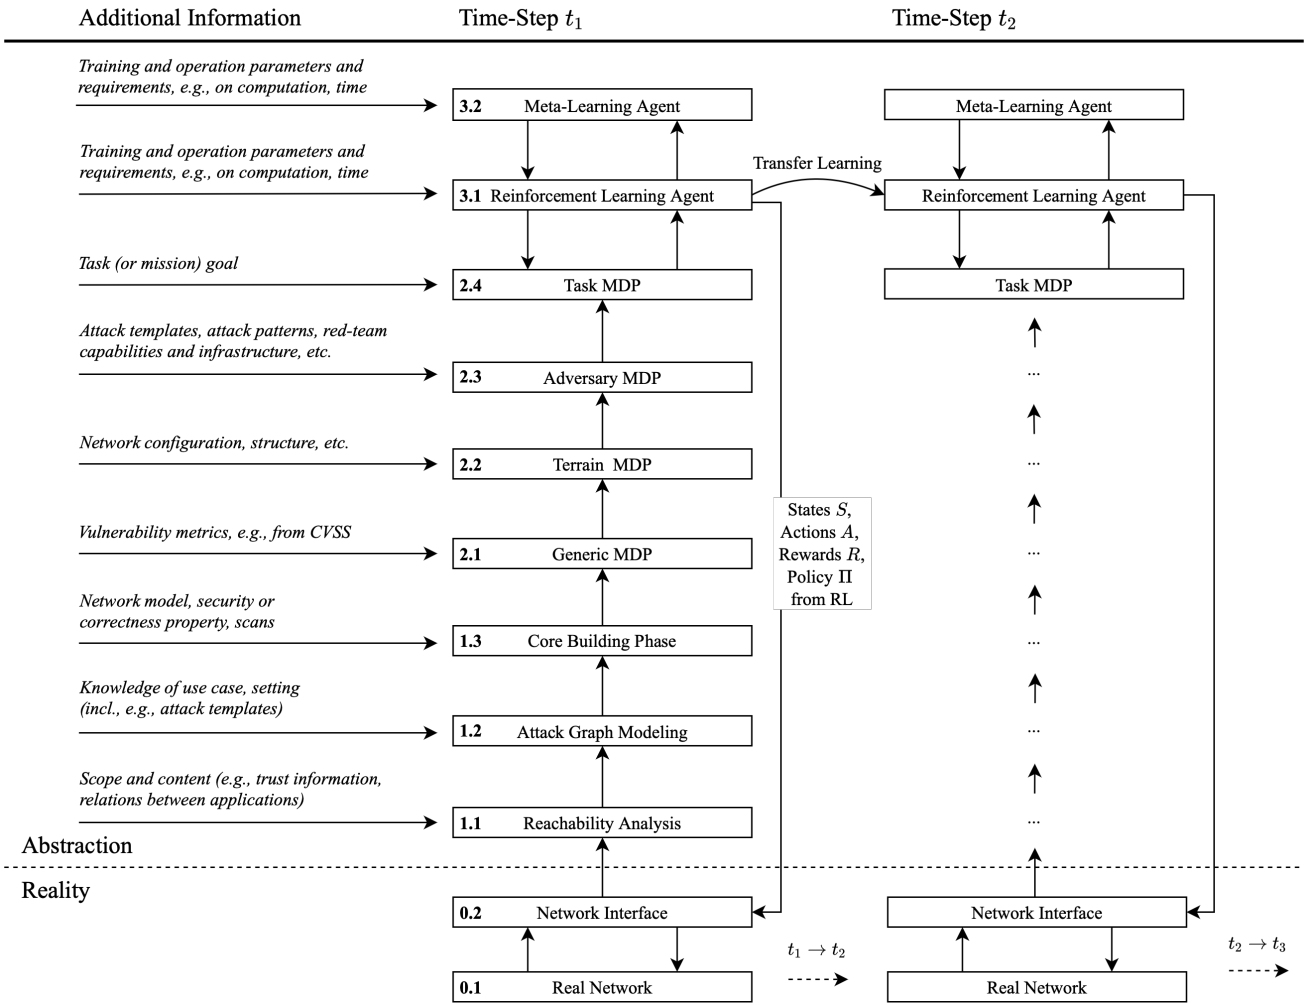 Additional Information
Time-Step t₁
Time-Step t₂
Training and operation parameters and
requirements, e.g., on computation, time
3.2 Meta-Learning Agent
Meta-Learning Agent
Training and operation parameters and
requirements, e.g., on computation, time
Transfer Learning
3.1 Reinforcement Learning Agent
Reinforcement Learning Agent
Task (or mission) goal
2.4 Task MDP
Task MDP
Attack templates, attack patterns, red-team
capabilities and infrastructure, etc.
2.3 Adversary MDP
...
Network configuration, structure, etc.
2.2 Terrain MDP
...
States S,
Actions A,
Rewards R,
Policy Π
from RL
Vulnerability metrics, e.g., from CVSS
2.1 Generic MDP
...
Network model, security or
correctness property, scans
1.3 Core Building Phase
...
Knowledge of use case, setting
(incl., e.g., attack templates)
1.2 Attack Graph Modeling
...
Scope and content (e.g., trust information,
relations between applications)
1.1 Reachability Analysis
...
Abstraction
Reality
0.2 Network Interface
Network Interface
t₁ → t₂
t₂ → t₃
0.1 Real Network
Real Network